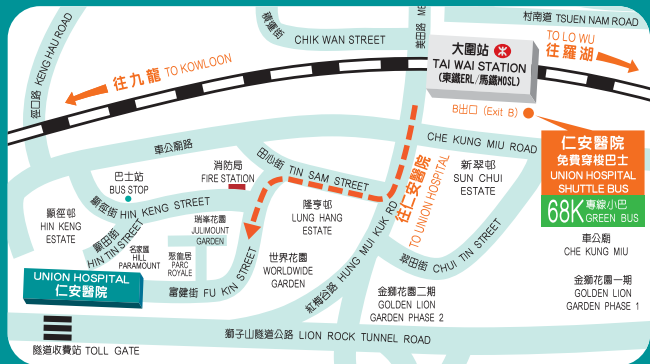 村南道 TSUEN NAM ROAD
積運街
CHIK WAN STREET
美田路 ME
徑口路 KENG HAU ROAD
大圍站
TAI WAI STATION
(東鐵ERL/馬鐵MOSL)
TO LO WU
往羅湖
往九龍 TO KOWLOON
B出口 (Exit B)
仁安醫院
免費穿梭巴士
UNION HOSPITAL
SHUTTLE BUS
68K 專線小巴
GREEN BUS
車公廟路
CHE KUNG MIU ROAD
消防局
FIRE STATION
田心街 TIN SAM STREET
巴士站
BUS STOP
往仁安醫院
TO UNION HOSPITAL
新翠邨
SUN CHUI
ESTATE
顯徑街 HIN KENG STREET
顯徑邨
HIN KENG
ESTATE
瑞峯花園
JULIMOUNT
GARDEN
隆亨邨
LUNG HANG
ESTATE
顯田街
HIN TIN STREET
名家匯
HILL
PARAMOUNT
聚龍居
PARC
ROYALE
世界花園
WORLDWIDE
GARDEN
紅梅谷路 HUNG MUI KUK RD
翠田街 CHUI TIN STREET
車公廟
CHE KUNG MIU
UNION HOSPITAL
仁安醫院
富健街 FU KIN STREET
金獅花園二期
GOLDEN LION
GARDEN PHASE 2
金獅花園一期
GOLDEN LION
GARDEN PHASE 1
獅子山隧道公路 LION ROCK TUNNEL ROAD
隧道收費站 TOLL GATE